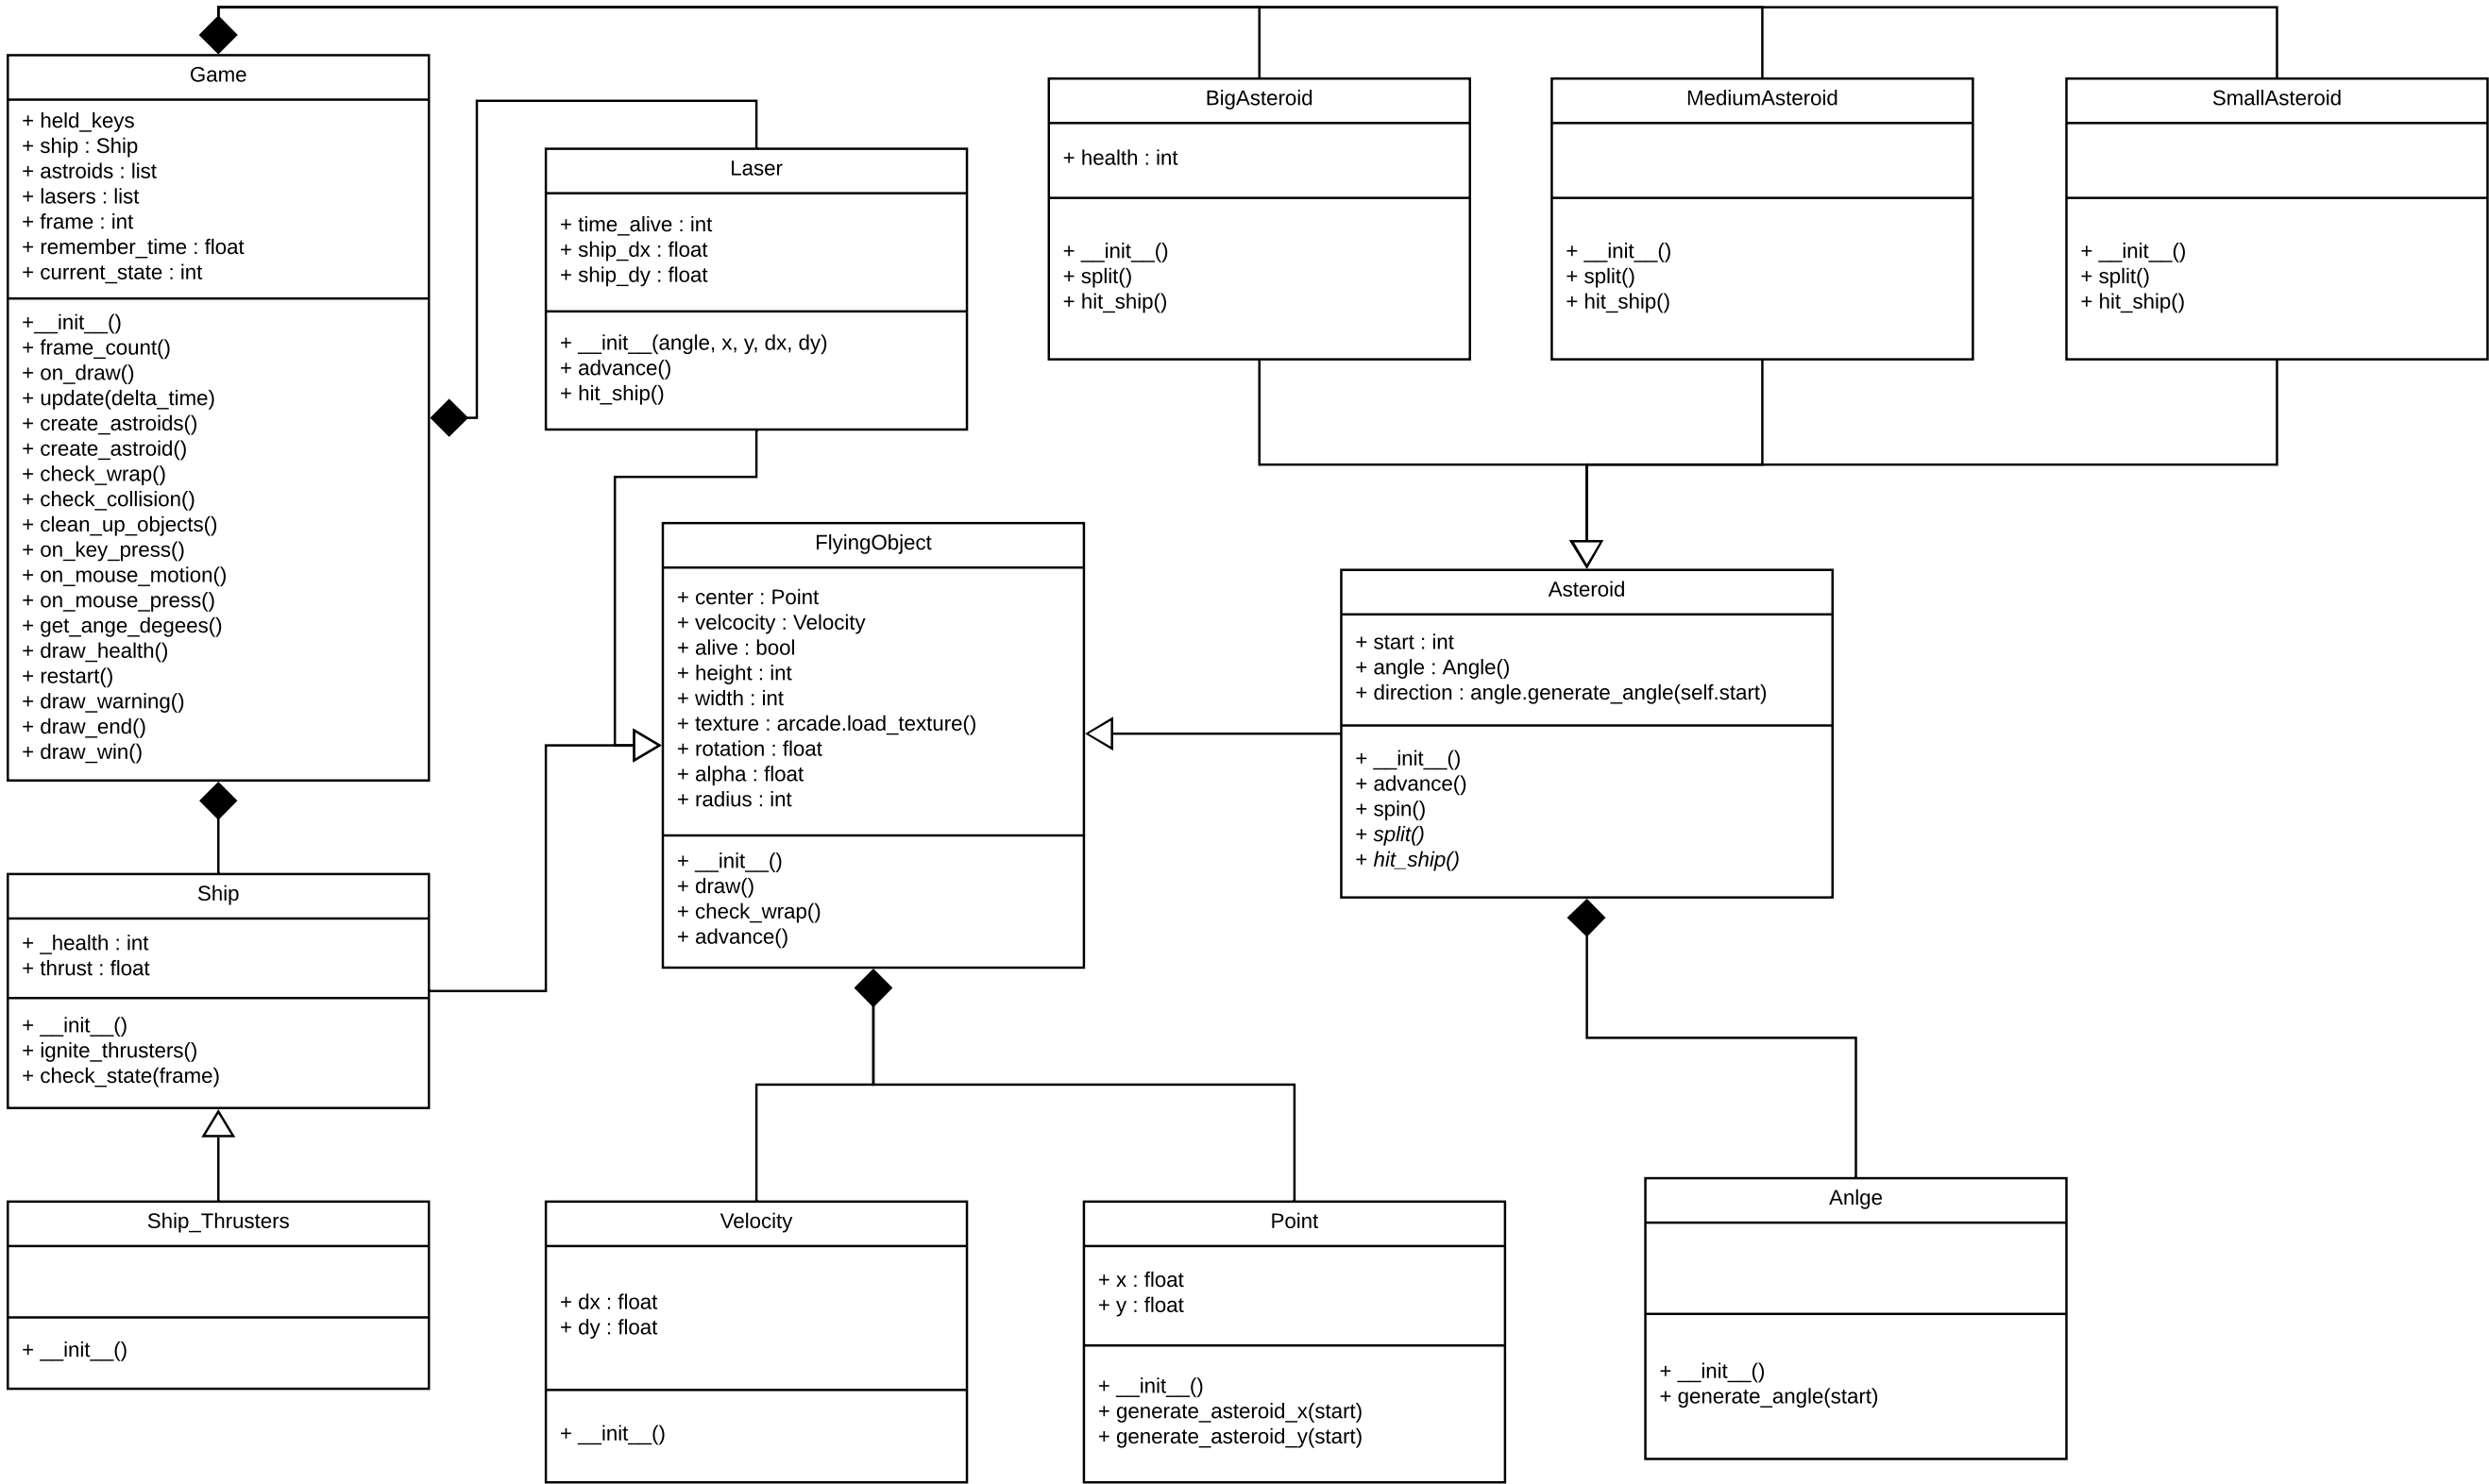 Game
+ held_keys
+ ship : Ship
+ astroids : list
+ lasers : list
+ frame : int
+ remember_time : float
+ current_state : int
+__init__()
+ frame_count()
+ on_draw()
+ update(delta_time)
+ create_astroids()
+ create_astroid()
+ check_wrap()
+ check_collision()
+ clean_up_objects()
+ on_key_press()
+ on_mouse_motion()
+ on_mouse_press()
+ get_ange_degees()
+ draw_health()
+ restart()
+ draw_warning()
+ draw_end()
+ draw_win()
Laser
+ time_alive : int
+ ship_dx : float
+ ship_dy : float
+ __init__(angle, x, y, dx, dy)
+ advance()
+ hit_ship()
BigAsteroid
+ health : int
+ __init__()
+ split()
+ hit_ship()
MediumAsteroid
+ __init__()
+ split()
+ hit_ship()
SmallAsteroid
+ __init__()
+ split()
+ hit_ship()
FlyingObject
+ center : Point
+ velcocity : Velocity
+ alive : bool
+ height : int
+ width : int
+ texture : arcade.load_texture()
+ rotation : float
+ alpha : float
+ radius : int
+ __init__()
+ draw()
+ check_wrap()
+ advance()
Asteroid
+ start : int
+ angle : Angle()
+ direction : angle.generate_angle(self.start)
+ __init__()
+ advance()
+ spin()
+ split()
+ hit_ship()
Ship
+ _health : int
+ thrust : float
+ __init__()
+ ignite_thrusters()
+ check_state(frame)
Ship_Thrusters
+ __init__()
Velocity
+ dx : float
+ dy : float
+ __init__()
Point
+ x : float
+ y : float
+ __init__()
+ generate_asteroid_x(start)
+ generate_asteroid_y(start)
Anlge
+ __init__()
+ generate_angle(start)